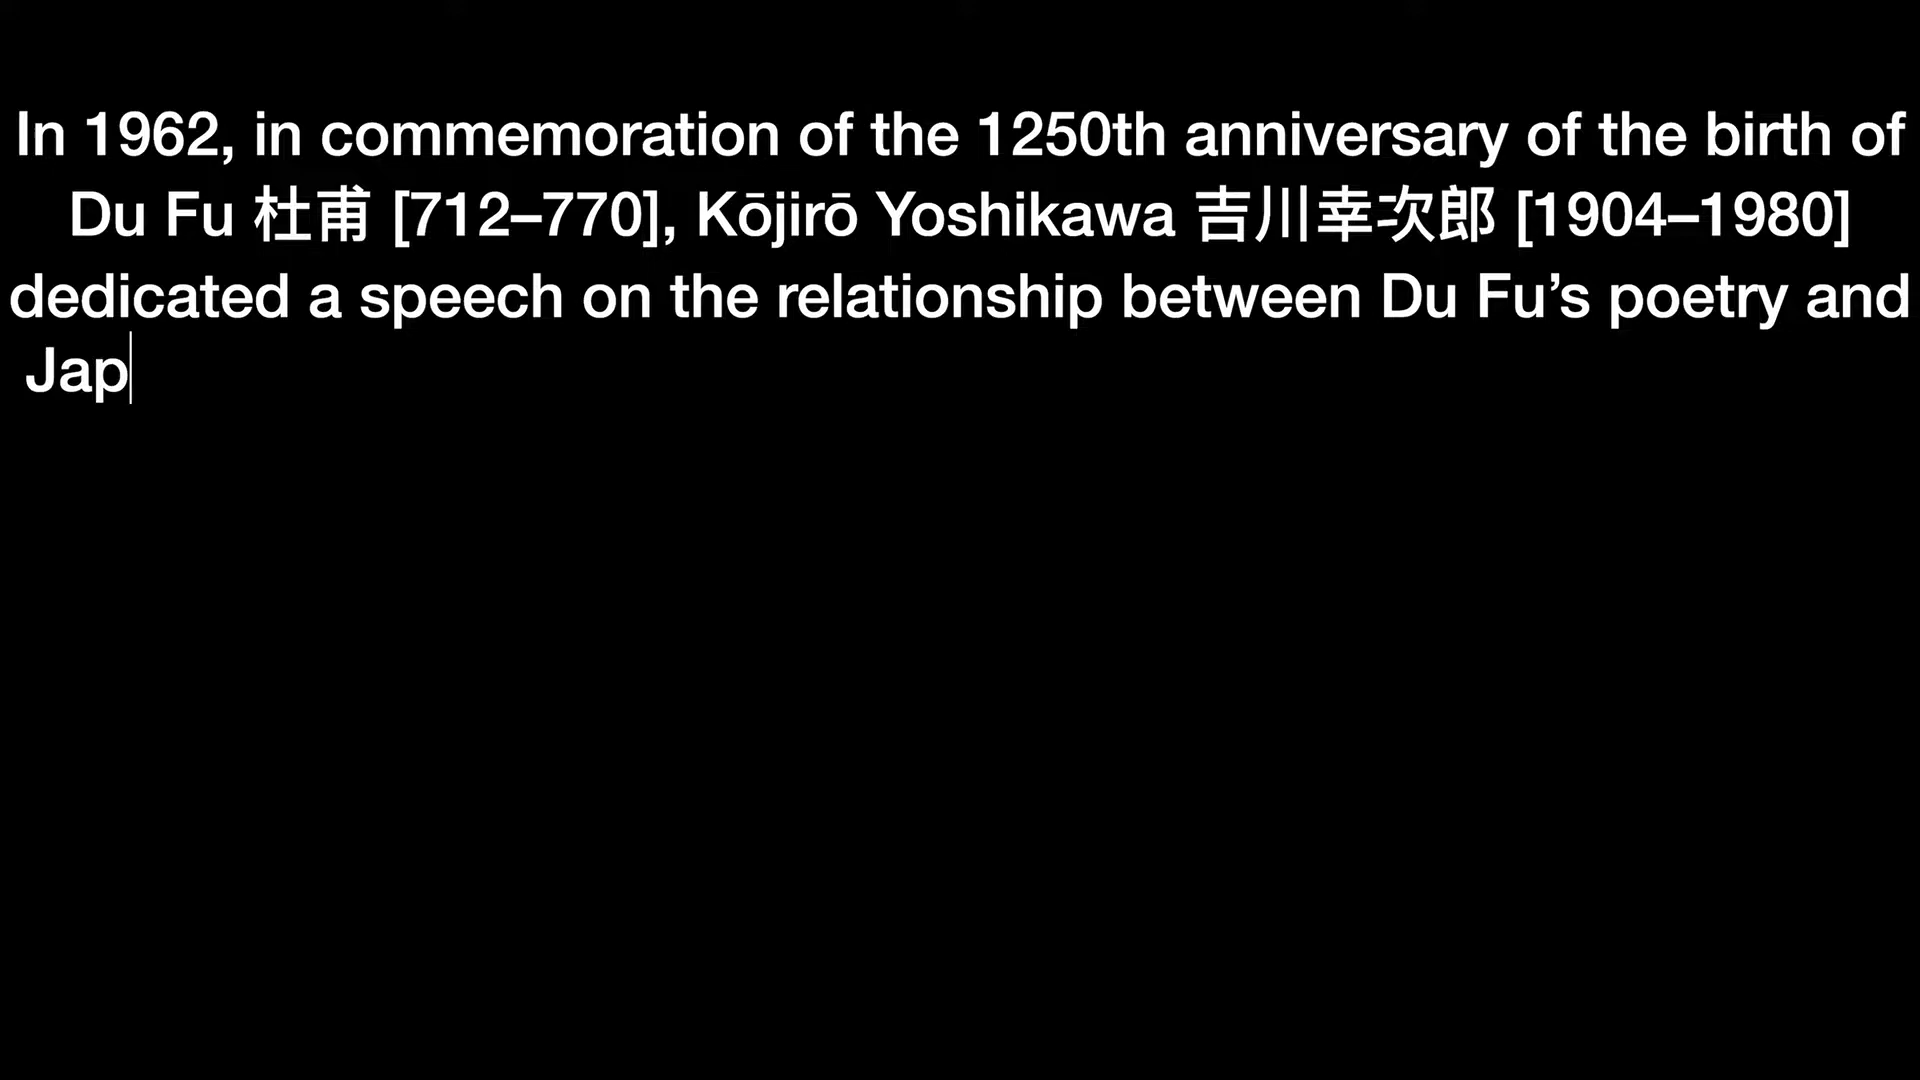 In 1962, in commemoration of the 1250th anniversary of the birth of
Du Fu 杜甫 [712–770], Kōjirō Yoshikawa 吉川幸次郎 [1904–1980]
dedicated a speech on the relationship between Du Fu’s poetry and
Jap